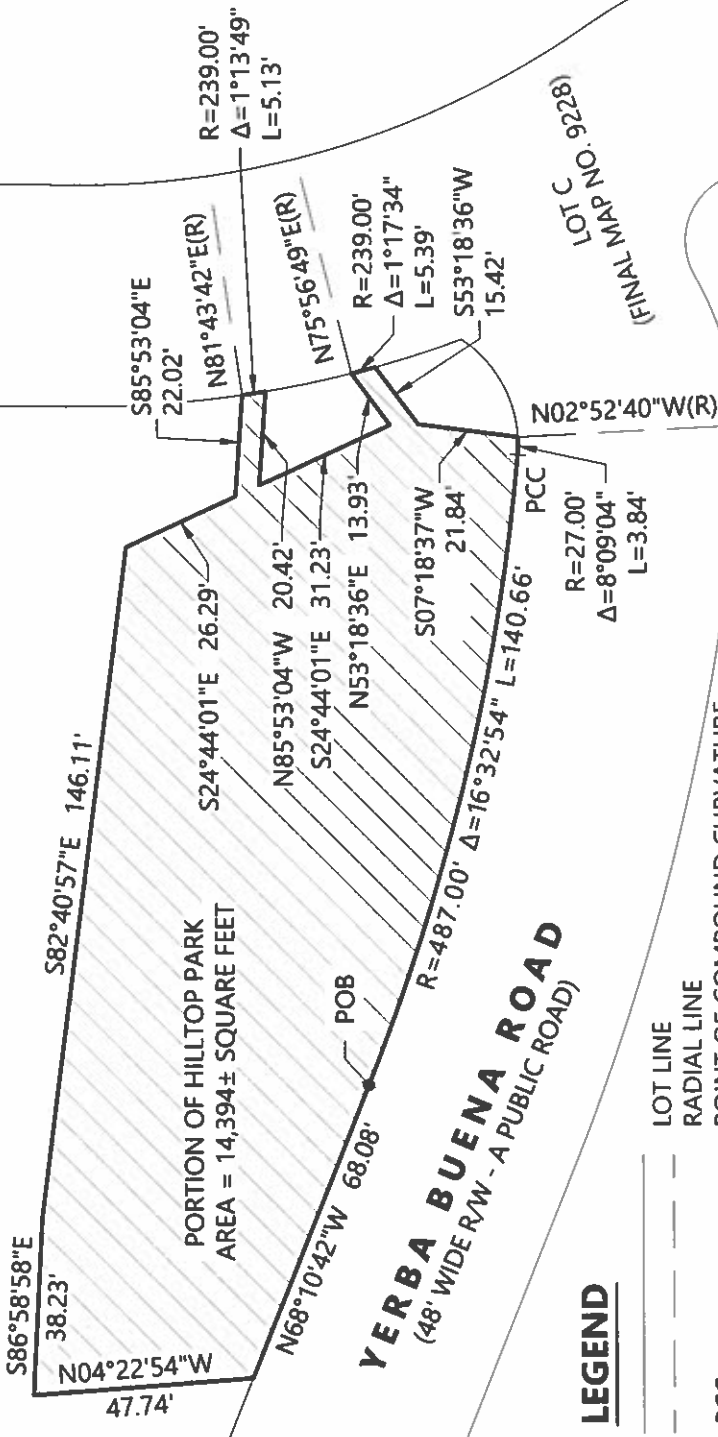 S86°58'58"E
38.23'
N04°22'54"W
47.74'
S82°40'57"E 146.11'
PORTION OF HILLTOP PARK
AREA = 14,394± SQUARE FEET
S24°44'01"E 26.29'
S85°53'04"E
22.02'
N81°43'42"E(R)
R=239.00'
Δ=1°13'49"
L=5.13'
N85°53'04"W 20.42'
S24°44'01"E 31.23'
N53°18'36"E 13.93'
N75°56'49"E(R)
R=239.00'
Δ=1°17'34"
L=5.39'
S53°18'36"W
15.42'
S07°18'37"W
21.84'
PCC
N02°52'40"W(R)
R=27.00'
Δ=8°09'04"
L=3.84'
LOT C
(FINAL MAP NO. 9228)
POB
N68°10'42"W 68.08'
R=487.00' Δ=16°32'54" L=140.66'
YERBA BUENA ROAD
(48' WIDE R/W - A PUBLIC ROAD)
LEGEND
LOT LINE
RADIAL LINE
PCC POINT OF COMPOUND CURVATURE